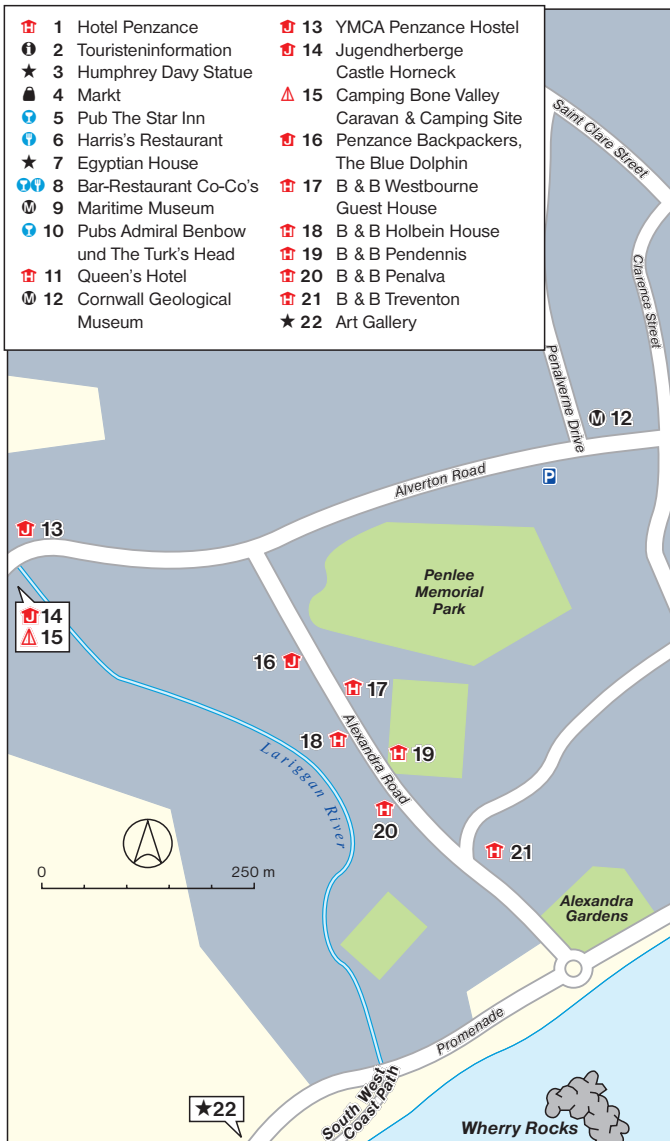 1 Hotel Penzance
2 Touristeninformation
3 Humphrey Davy Statue
4 Markt
5 Pub The Star Inn
6 Harris's Restaurant
7 Egyptian House
8 Bar-Restaurant Co-Co's
M 9 Maritime Museum
10 Pubs Admiral Benbow
und The Turk's Head
H 11 Queen's Hotel
M 12 Cornwall Geological
Museum
J 13 YMCA Penzance Hostel
J 14 Jugendherberge
Castle Horneck
15 Camping Bone Valley
Caravan & Camping Site
J 16 Penzance Backpackers,
The Blue Dolphin
H 17 B & B Westbourne
Guest House
H 18 B & B Holbein House
H 19 B & B Pendennis
H 20 B & B Penalva
H 21 B & B Treventon
22 Art Gallery
Saint Clare Street
Clarence Street
Penalverne Drive
M 12
Alverton Road
P
J 13
Penlee
Memorial
Park
J 14
15
16 J
H 17
18 H
Alexandra Road
H 19
Lariggan River
H
20
H 21
0 250 m
Alexandra
Gardens
Promenade
South West
Coast Path
22
Wherry Rocks